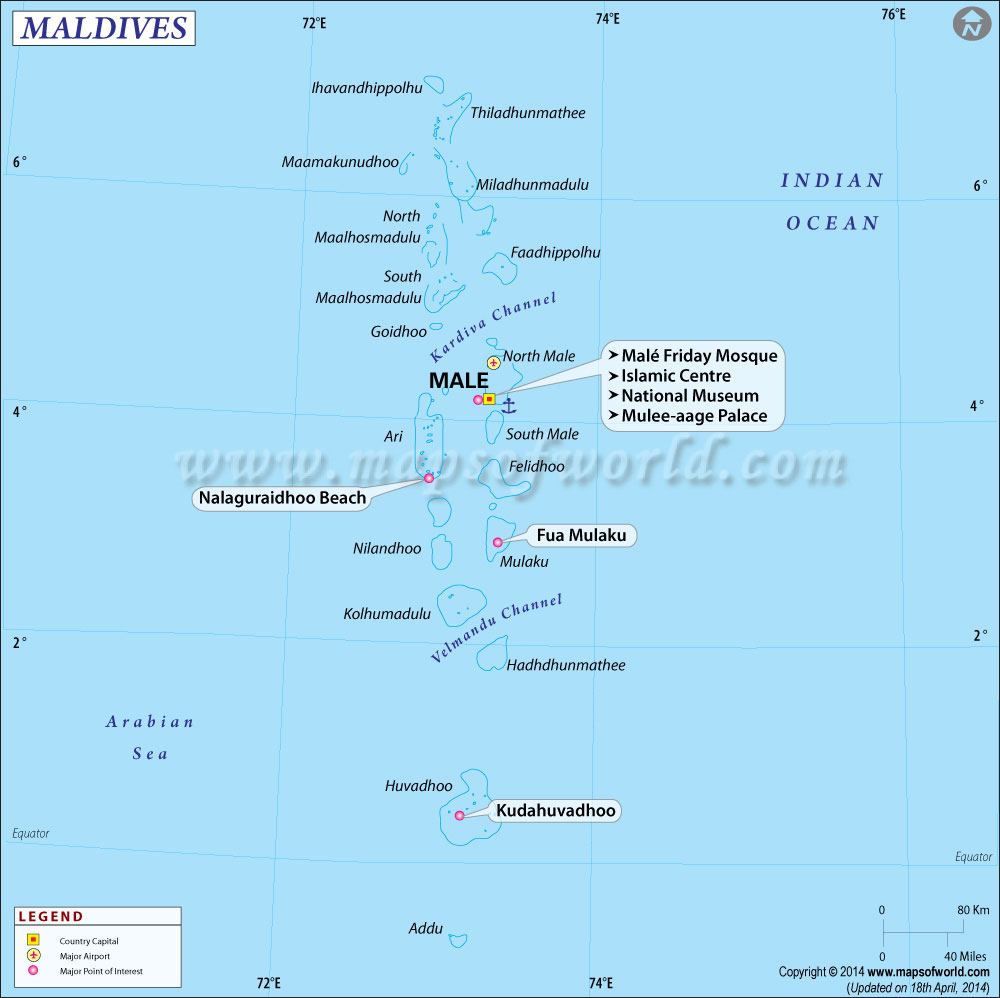 MALDIVES
72°E
74°E
76°E
N
Ihavandhippolhu
Thiladhunmathee
6°
Maamakunudhoo
Miladhunmadulu
6°
INDIAN
OCEAN
North
Maalhosmadulu
Faadhippolhu
South
Maalhosmadulu
Kardiva Channel
Goidhoo
North Male
Malé Friday Mosque
Islamic Centre
National Museum
Mulee-aage Palace
MALE
4°
4°
Ari
South Male
www.mapsofworld.com
Felidhoo
Nalaguraidhoo Beach
Fua Mulaku
Nilandhoo
Mulaku
Kolhumadulu
Velmandu Channel
2°
2°
Hadhdhunmathee
Arabian
Sea
Huvadhoo
Kudahuvadhoo
Equator
Equator
LEGEND
Country Capital
Major Airport
Major Point of Interest
Addu
0
80 Km
0
40 Miles
72°E
74°E
Copyright © 2014 www.mapsofworld.com
(Updated on 18th April, 2014)